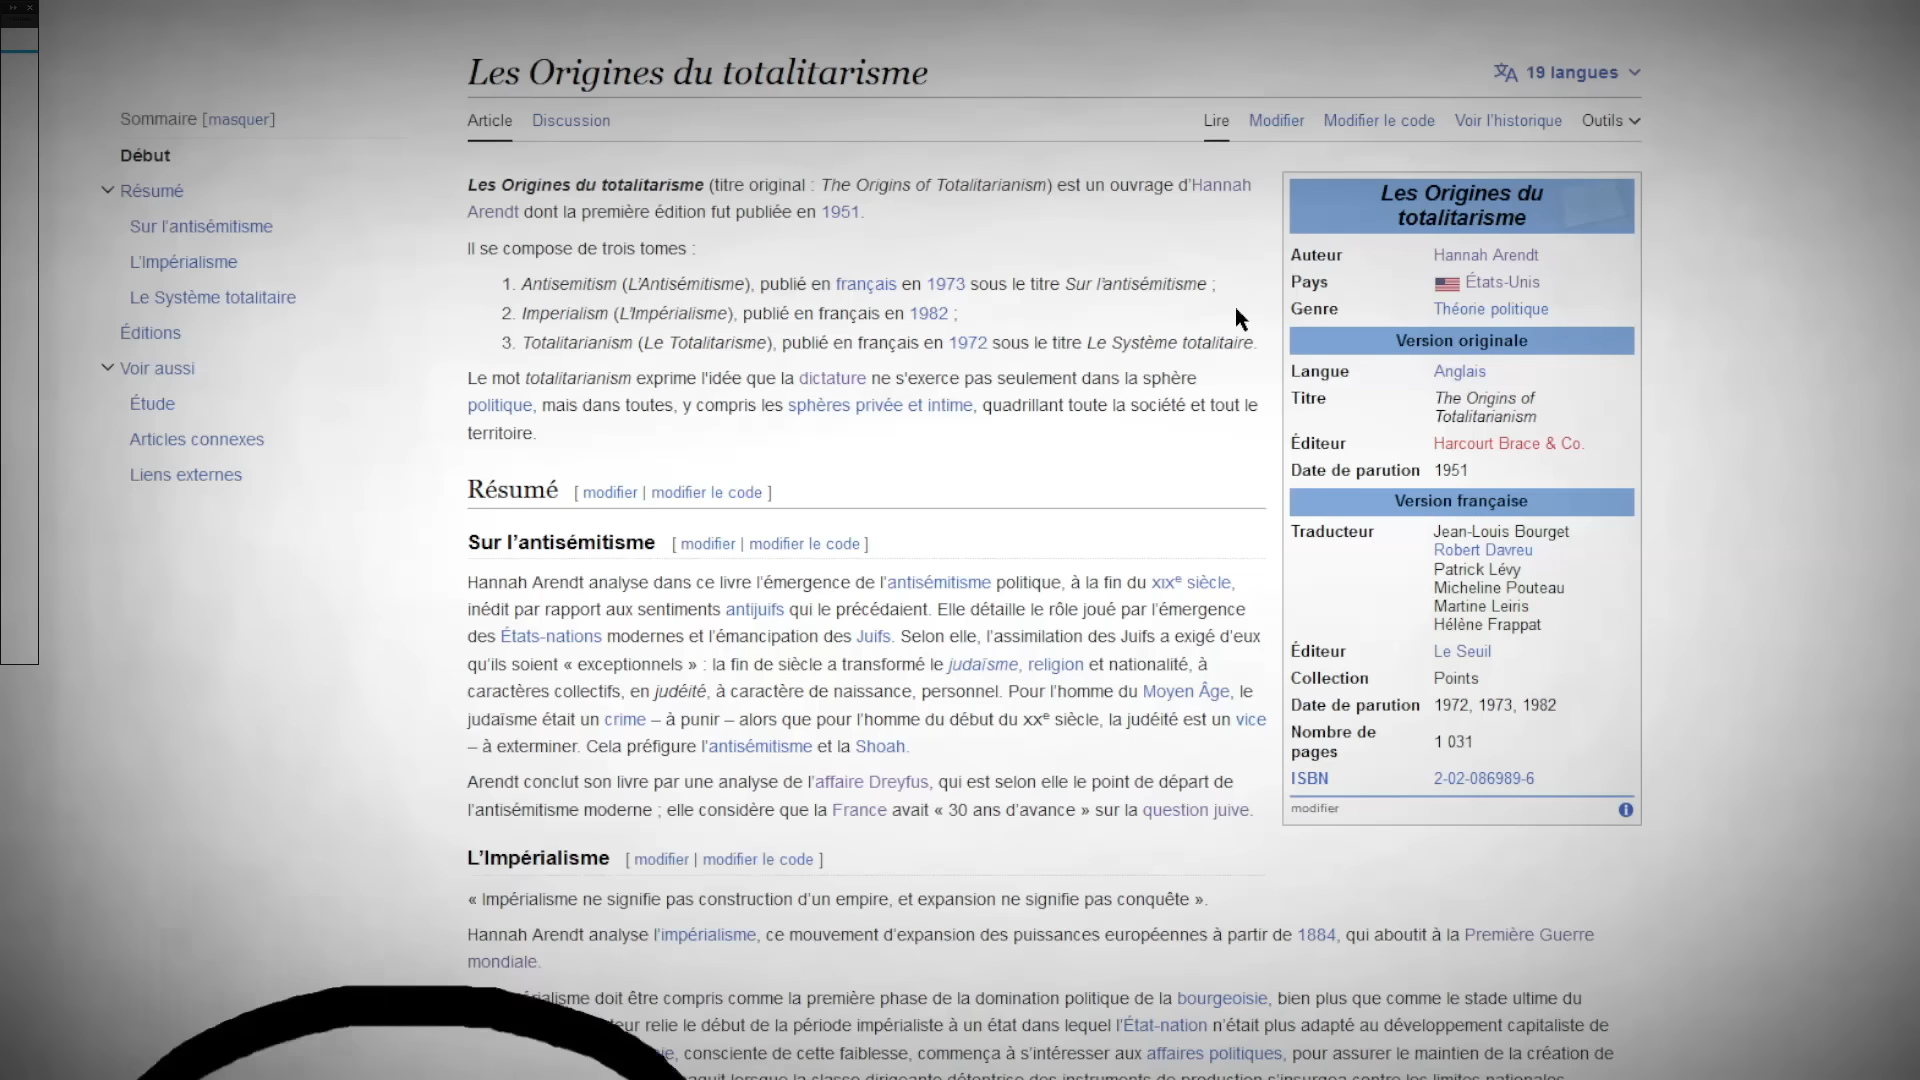 Les Origines du totalitarisme
19 langues
Sommaire [masquer]
Début
Résumé
Sur l’antisémitisme
L’Impérialisme
Le Système totalitaire
Éditions
Voir aussi
Étude
Articles connexes
Liens externes
Article Discussion
Lire Modifier Modifier le code Voir l’historique Outils
Les Origines du totalitarisme (titre original : The Origins of Totalitarianism) est un ouvrage d’Hannah
Arendt dont la première édition fut publiée en 1951.
Il se compose de trois tomes :
1. Antisemitism (L’Antisémitisme), publié en français en 1973 sous le titre Sur l’antisémitisme ;
2. Imperialism (L’Impérialisme), publié en français en 1982 ;
3. Totalitarianism (Le Totalitarisme), publié en français en 1972 sous le titre Le Système totalitaire.
Le mot totalitarianism exprime l'idée que la dictature ne s'exerce pas seulement dans la sphère
politique, mais dans toutes, y compris les sphères privée et intime, quadrillant toute la société et tout le
territoire.
Résumé [ modifier | modifier le code ]
Sur l’antisémitisme [ modifier | modifier le code ]
Hannah Arendt analyse dans ce livre l’émergence de l’antisémitisme politique, à la fin du XIXe siècle,
inédit par rapport aux sentiments antijuifs qui le précédaient. Elle détaille le rôle joué par l’émergence
des États-nations modernes et l’émancipation des Juifs. Selon elle, l’assimilation des Juifs a exigé d’eux
qu’ils soient « exceptionnels » : la fin de siècle a transformé le judaïsme, religion et nationalité, à
caractères collectifs, en judéité, à caractère de naissance, personnel. Pour l’homme du Moyen Âge, le
judaïsme était un crime – à punir – alors que pour l’homme du début du XXe siècle, la judéité est un vice
– à exterminer. Cela préfigure l’antisémitisme et la Shoah.
Arendt conclut son livre par une analyse de l’affaire Dreyfus, qui est selon elle le point de départ de
l’antisémitisme moderne ; elle considère que la France avait « 30 ans d’avance » sur la question juive.
L’Impérialisme [ modifier | modifier le code ]
« Impérialisme ne signifie pas construction d’un empire, et expansion ne signifie pas conquête ».
Hannah Arendt analyse l’impérialisme, ce mouvement d’expansion des puissances européennes à partir de 1884, qui aboutit à la Première Guerre
mondiale.
doit être compris comme la première phase de la domination politique de la bourgeoisie, bien plus que comme le stade ultime du
relie le début de la période impérialiste à un état dans lequel l’État-nation n’était plus adapté au développement capitaliste de
consciente de cette faiblesse, commença à s’intéresser aux affaires politiques, pour assurer le maintien de la création de
lorsque la classe dirigeante détentrice des instruments de production s’insurgea contre les limites nationales
Les Origines du
totalitarisme
Auteur Hannah Arendt
Pays États-Unis
Genre Théorie politique
Version originale
Langue Anglais
Titre The Origins of
Totalitarianism
Éditeur Harcourt Brace & Co.
Date de parution 1951
Version française
Traducteur Jean-Louis Bourget
Robert Davreu
Patrick Lévy
Micheline Pouteau
Martine Leiris
Hélène Frappat
Éditeur Le Seuil
Collection Points
Date de parution 1972, 1973, 1982
Nombre de
pages 1 031
ISBN 2-02-086989-6
modifier